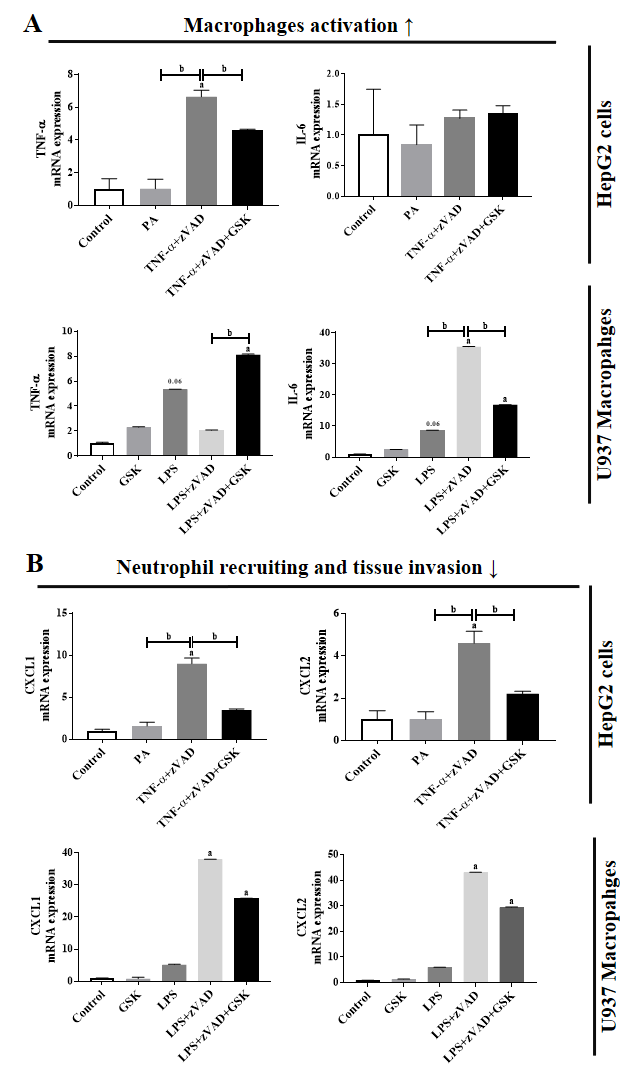 A
Macrophages activation ↑
HepG2 cells
TNF-α
mRNA expression
8
6
4
2
0
b
b
a
Control
PA
TNF-α+zVAD
TNF-α+zVAD+GSK
IL-6
mRNA expression
2.0
1.5
1.0
0.5
0.0
Control
PA
TNF-α+zVAD
TNF-α+zVAD+GSK
U937 Macropahges
TNF-α
mRNA expression
10
8
6
4
2
0
0.06
b
a
Control
GSK
LPS
LPS+zVAD
LPS+zVAD+GSK
IL-6
mRNA expression
40
30
20
10
0
0.06
b
b
a
a
Control
GSK
LPS
LPS+zVAD
LPS+zVAD+GSK
B
Neutrophil recruiting and tissue invasion ↓
HepG2 cells
CXCL1
mRNA expression
15
10
5
0
b
b
a
Control
PA
TNF-α+zVAD
TNF-α+zVAD+GSK
CXCL2
mRNA expression
6
4
2
0
b
b
a
Control
PA
TNF-α+zVAD
TNF-α+zVAD+GSK
U937 Macropahges
CXCL1
mRNA expression
40
30
20
10
0
a
a
Control
GSK
LPS
LPS+zVAD
LPS+zVAD+GSK
CXCL2
mRNA expression
50
40
30
20
10
0
a
a
Control
GSK
LPS
LPS+zVAD
LPS+zVAD+GSK